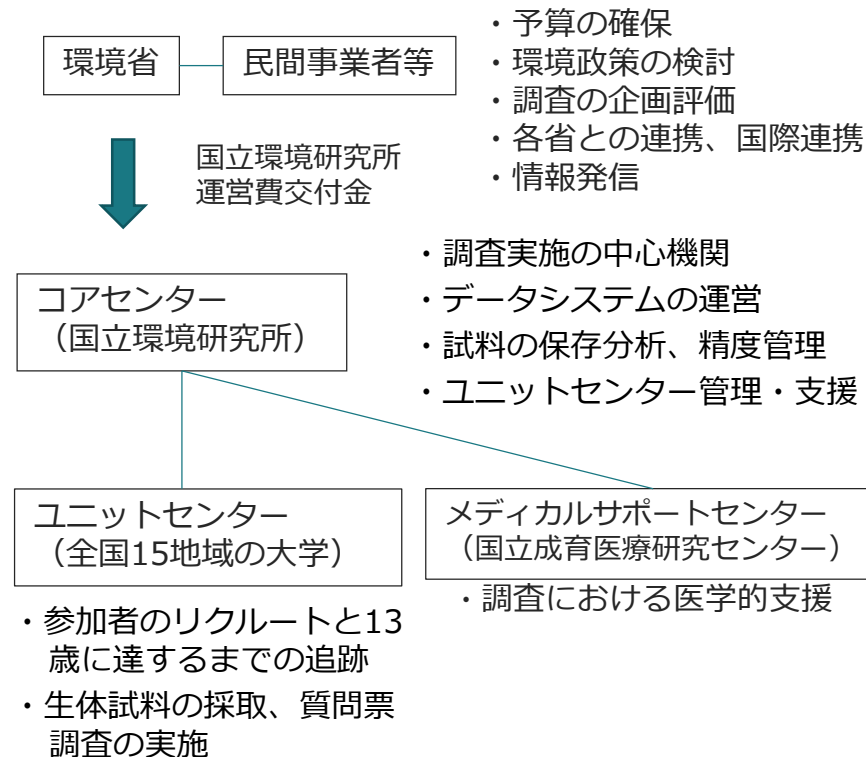 環境省
民間事業者等
・予算の確保
・環境政策の検討
・調査の企画評価
・各省との連携、国際連携
・情報発信
国立環境研究所
運営費交付金
コアセンター
（国立環境研究所）
・調査実施の中心機関
・データシステムの運営
・試料の保存分析、精度管理
・ユニットセンター管理・支援
ユニットセンター
（全国15地域の大学）
・参加者のリクルートと13
歳に達するまでの追跡
・生体試料の採取、質問票
調査の実施
メディカルサポートセンター
（国立成育医療研究センター）
・調査における医学的支援